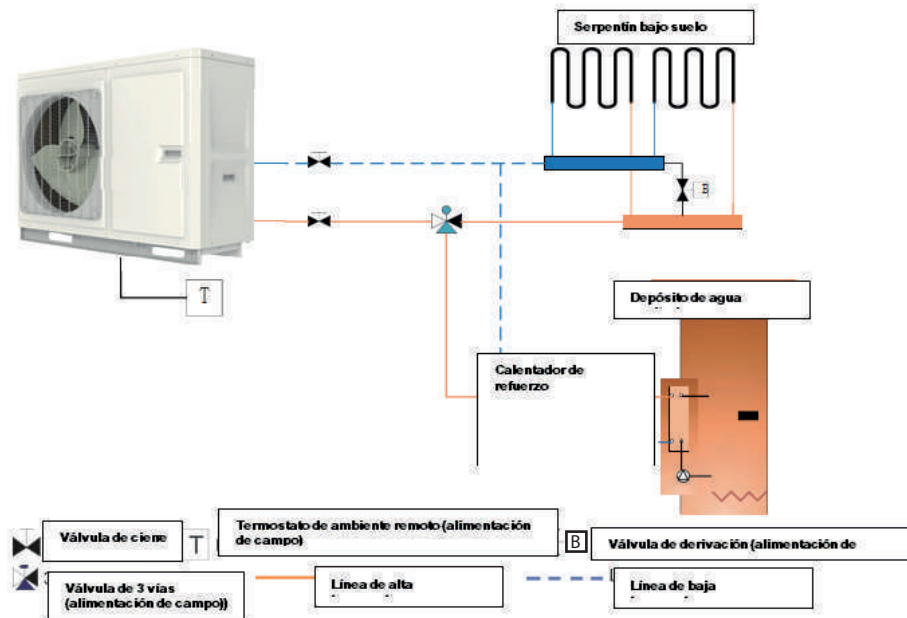 Serpentín bajo suelo
B
T
Depósito de agua
Calentador de
refuerzo
Válvula de cierre
T
Termostato de ambiente remoto (alimentación
de campo)
B
Válvula de derivación (alimentación de
Válvula de 3 vías
(alimentación de campo))
Línea de alta
Línea de baja